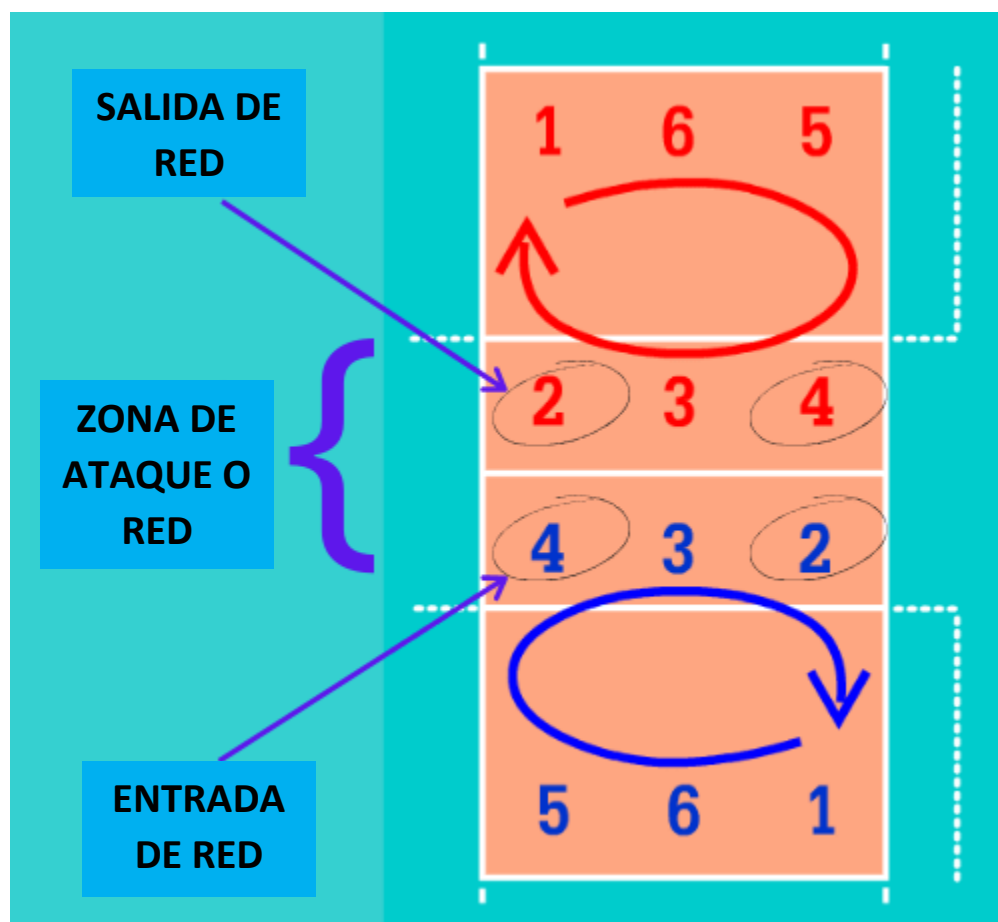 SALIDA DE
RED
1 6 5
2 3 4
ZONA DE
ATAQUE O
RED
4 3 2
ENTRADA
DE RED
5 6 1